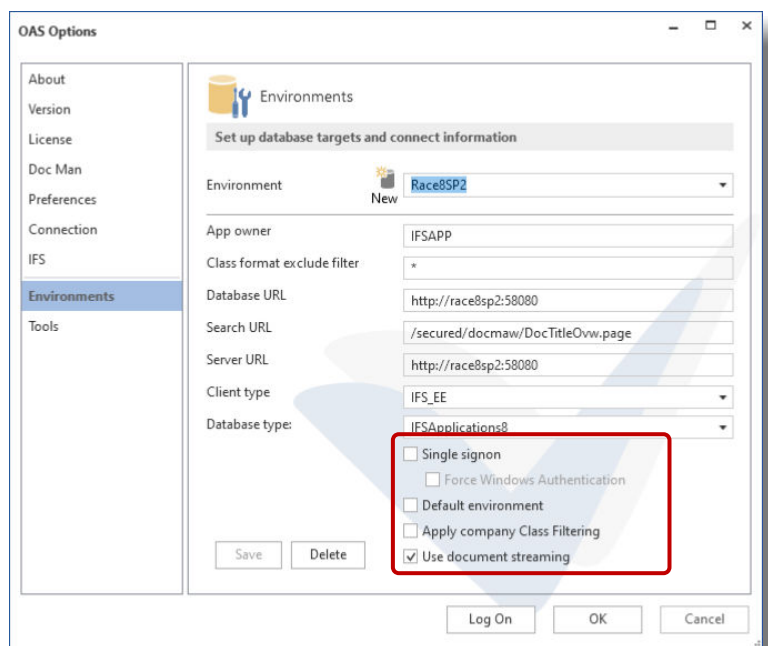 OAS Options
About
Version
License
Doc Man
Preferences
Connection
IFS
Environments
Tools
Environments
Set up database targets and connect information
Environment
New
Race8SP2
App owner
IFSAPP
Class format exclude filter
*
Database URL
http://race8sp2:58080
Search URL
/secured/docmaw/DocTitleOvw.page
Server URL
http://race8sp2:58080
Client type
IFS_EE
Database type:
IFSApplications8
Single signon
Force Windows Authentication
Default environment
Apply company Class Filtering
Use document streaming
Save
Delete
Log On
OK
Cancel